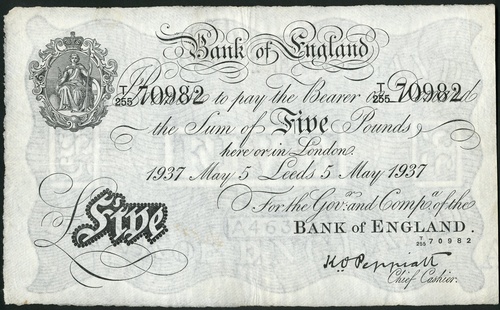 Bank of England
T/255 70982 to pay the Bearer on Demand T/255 70982
the Sum of Five Pounds
here or in London.
1937 May 5 Leeds 5 May 1937
For the Govr. and Compa. of the
BANK OF ENGLAND.
T/255 70982
£Five
K.O. Peppiatt
Chief Cashier.